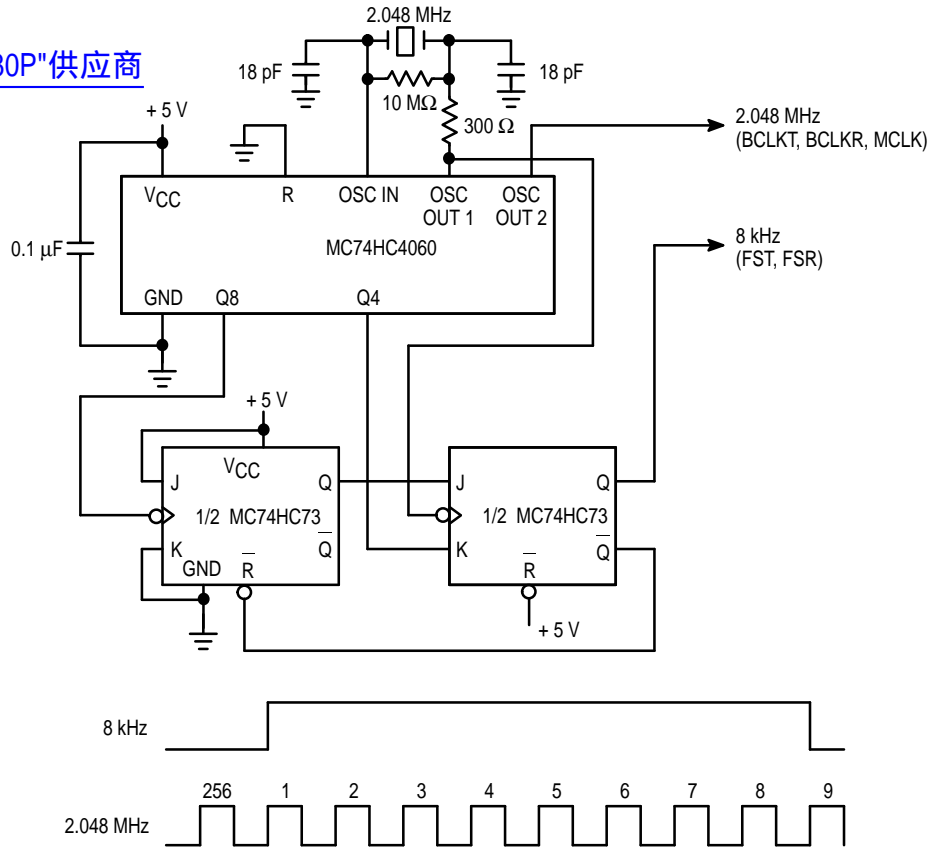 2.048 MHz
30P"供应商
18 pF
18 pF
10 MΩ
+ 5 V
300 Ω
2.048 MHz
(BCLKT, BCLKR, MCLK)
VCC
R
OSC IN
OSC
OUT 1
OSC
OUT 2
0.1 µF
MC74HC4060
8 kHz
(FST, FSR)
GND
Q8
Q4
+ 5 V
VCC
J
Q
J
Q
1/2 MC74HC73
1/2 MC74HC73
K
Q̅
K
Q̅
GND
R̅
R̅
+ 5 V
8 kHz
256 1 2 3 4 5 6 7 8 9
2.048 MHz